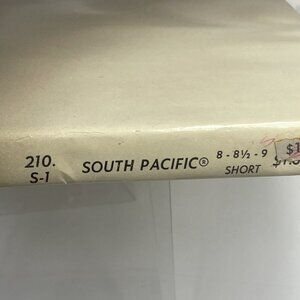 210. SOUTH PACIFIC® 8 - 8½ - 9
S-1 SHORT